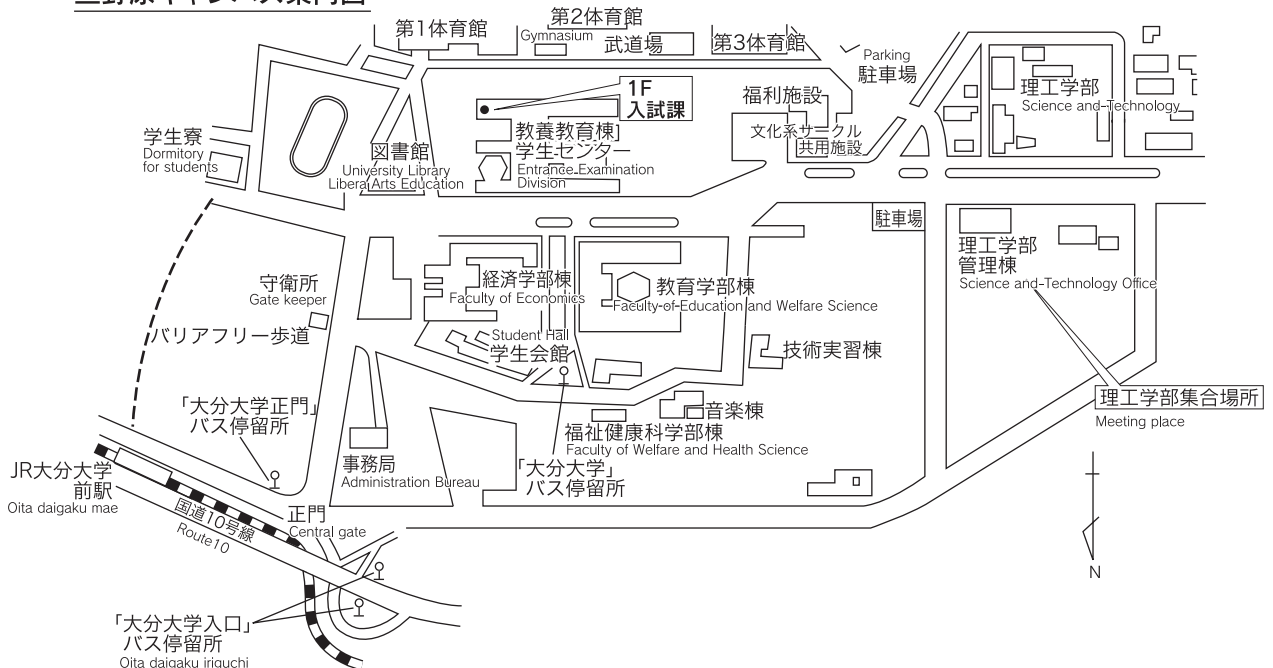 第1体育館
第2体育館
Gymnasium
武道場
第3体育館
Parking
駐車場
理工学部
Science and Technology
1F
入試課
福利施設
文化系サークル
共用施設
学生寮
Dormitory
for students
図書館
University Library
Libera Arts Education
教養教育棟
学生センター
Entrance Examination
Division
駐車場
理工学部
管理棟
Science and Technology Office
守衛所
Gate keeper
バリアフリー歩道
経済学部棟
Faculty of Economics
教育学部棟
Faculty of Education and Welfare Science
Student Hall
学生会館
技術実習棟
理工学部集合場所
Meeting place
「大分大学正門」
バス停留所
音楽棟
福祉健康科学部棟
Faculty of Welfare and Health Science
事務局
Administration Bureau
「大分大学」
バス停留所
JR大分大学
前駅
Oita daigaku mae
国道10号線
Route10
正門
Central gate
N
「大分大学入口」
バス停留所
Oita daigaku iriguchi